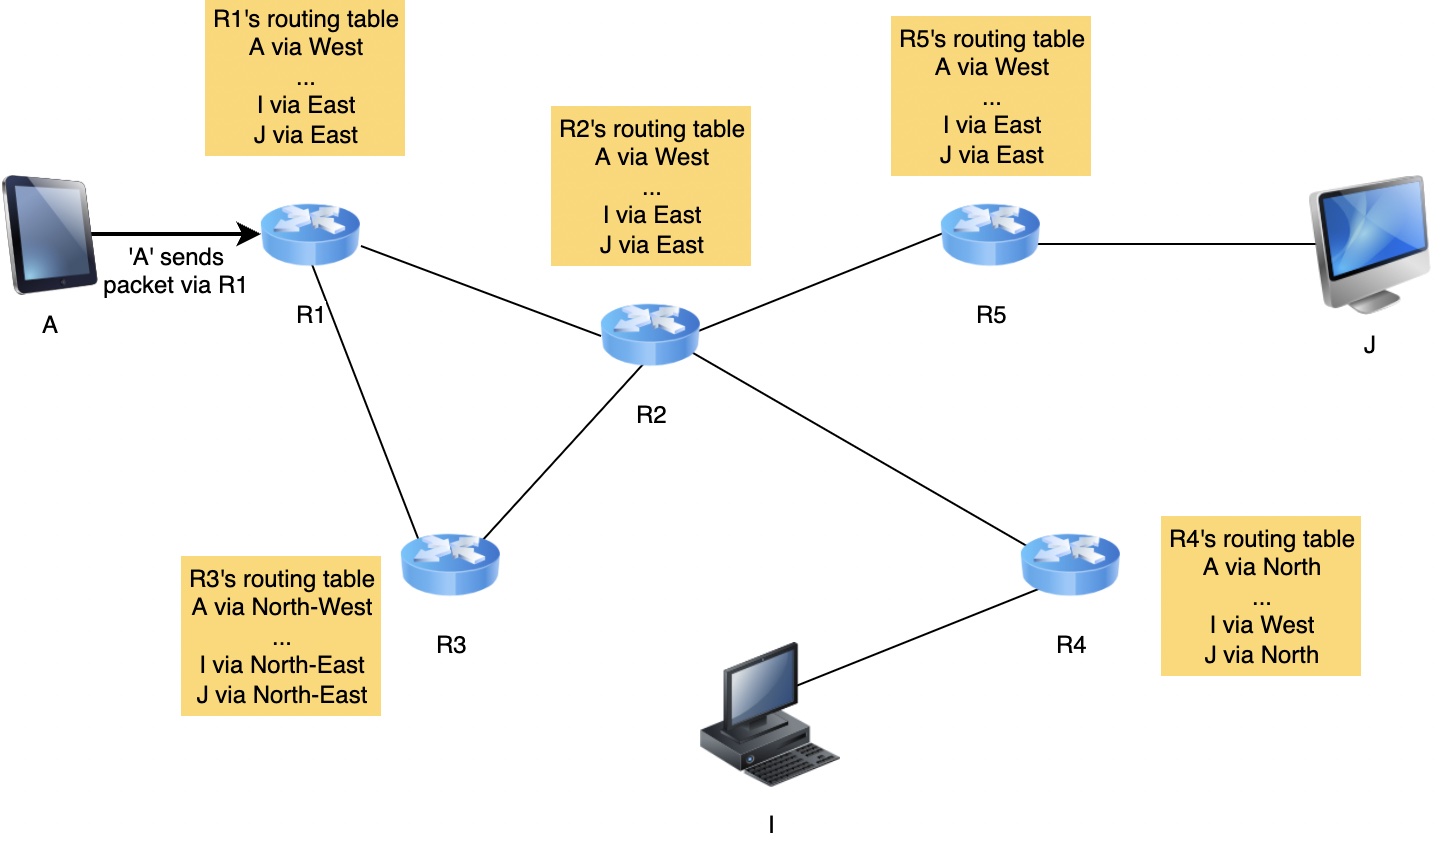 R1's routing table
A via West
...
I via East
J via East
R5's routing table
A via West
...
I via East
J via East
R2's routing table
A via West
...
I via East
J via East
'A' sends
packet via R1
A
R1
R5
J
R2
R3's routing table
A via North-West
...
I via North-East
J via North-East
R3
R4
R4's routing table
A via North
...
I via West
J via North
I